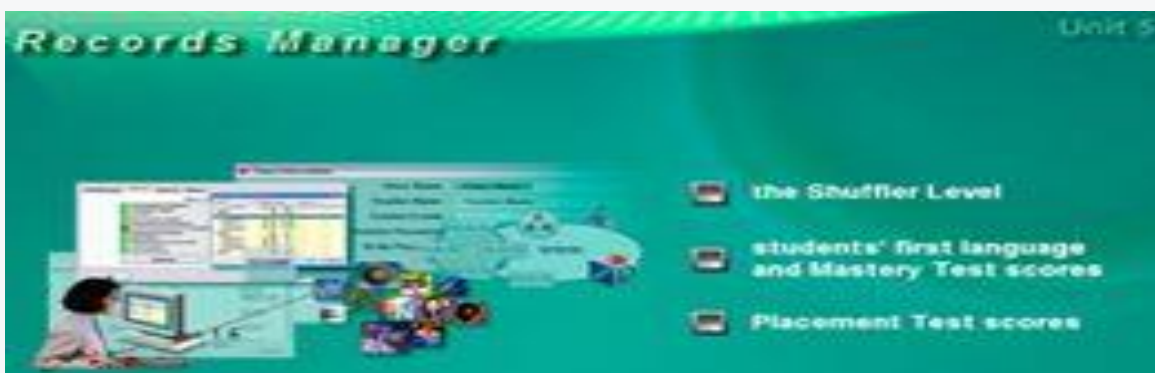 Records Manager
Unit 5
the Shuffler Level
students' first language
and Mastery Test scores
Placement Test scores